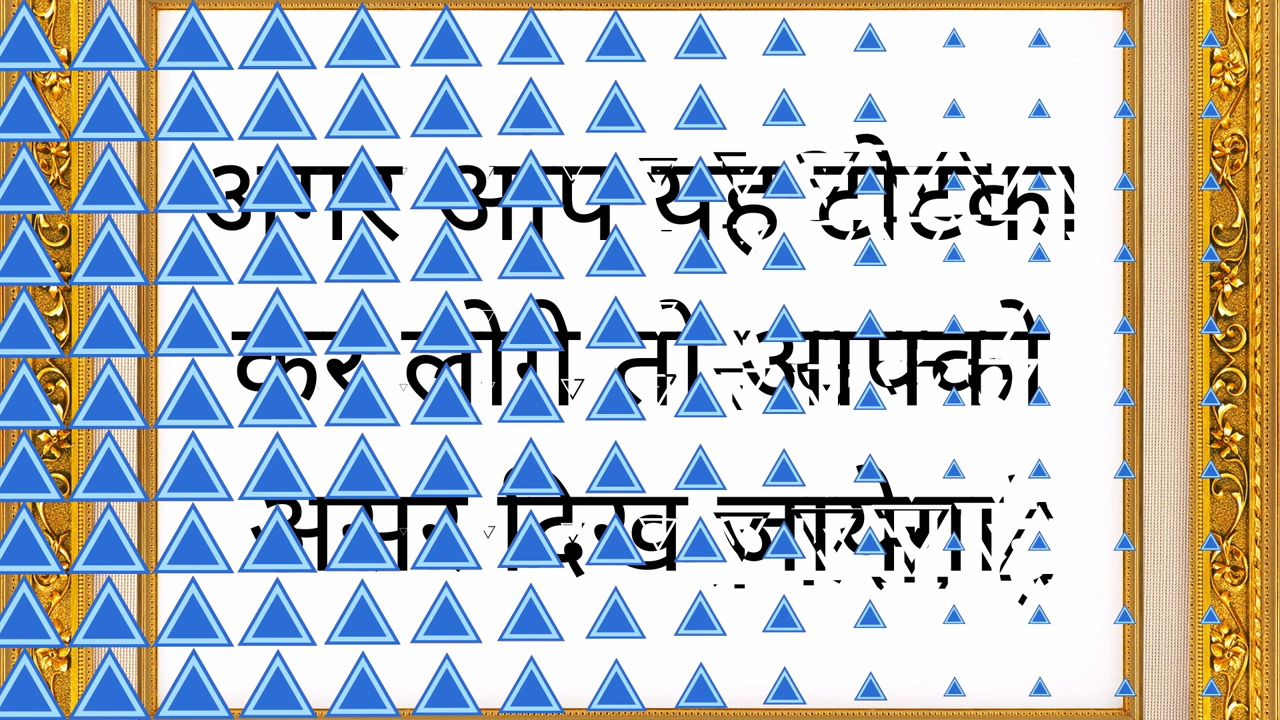 अगर आप यह टोटका
कर लोगे तो आपको
असर दिख जायेगा